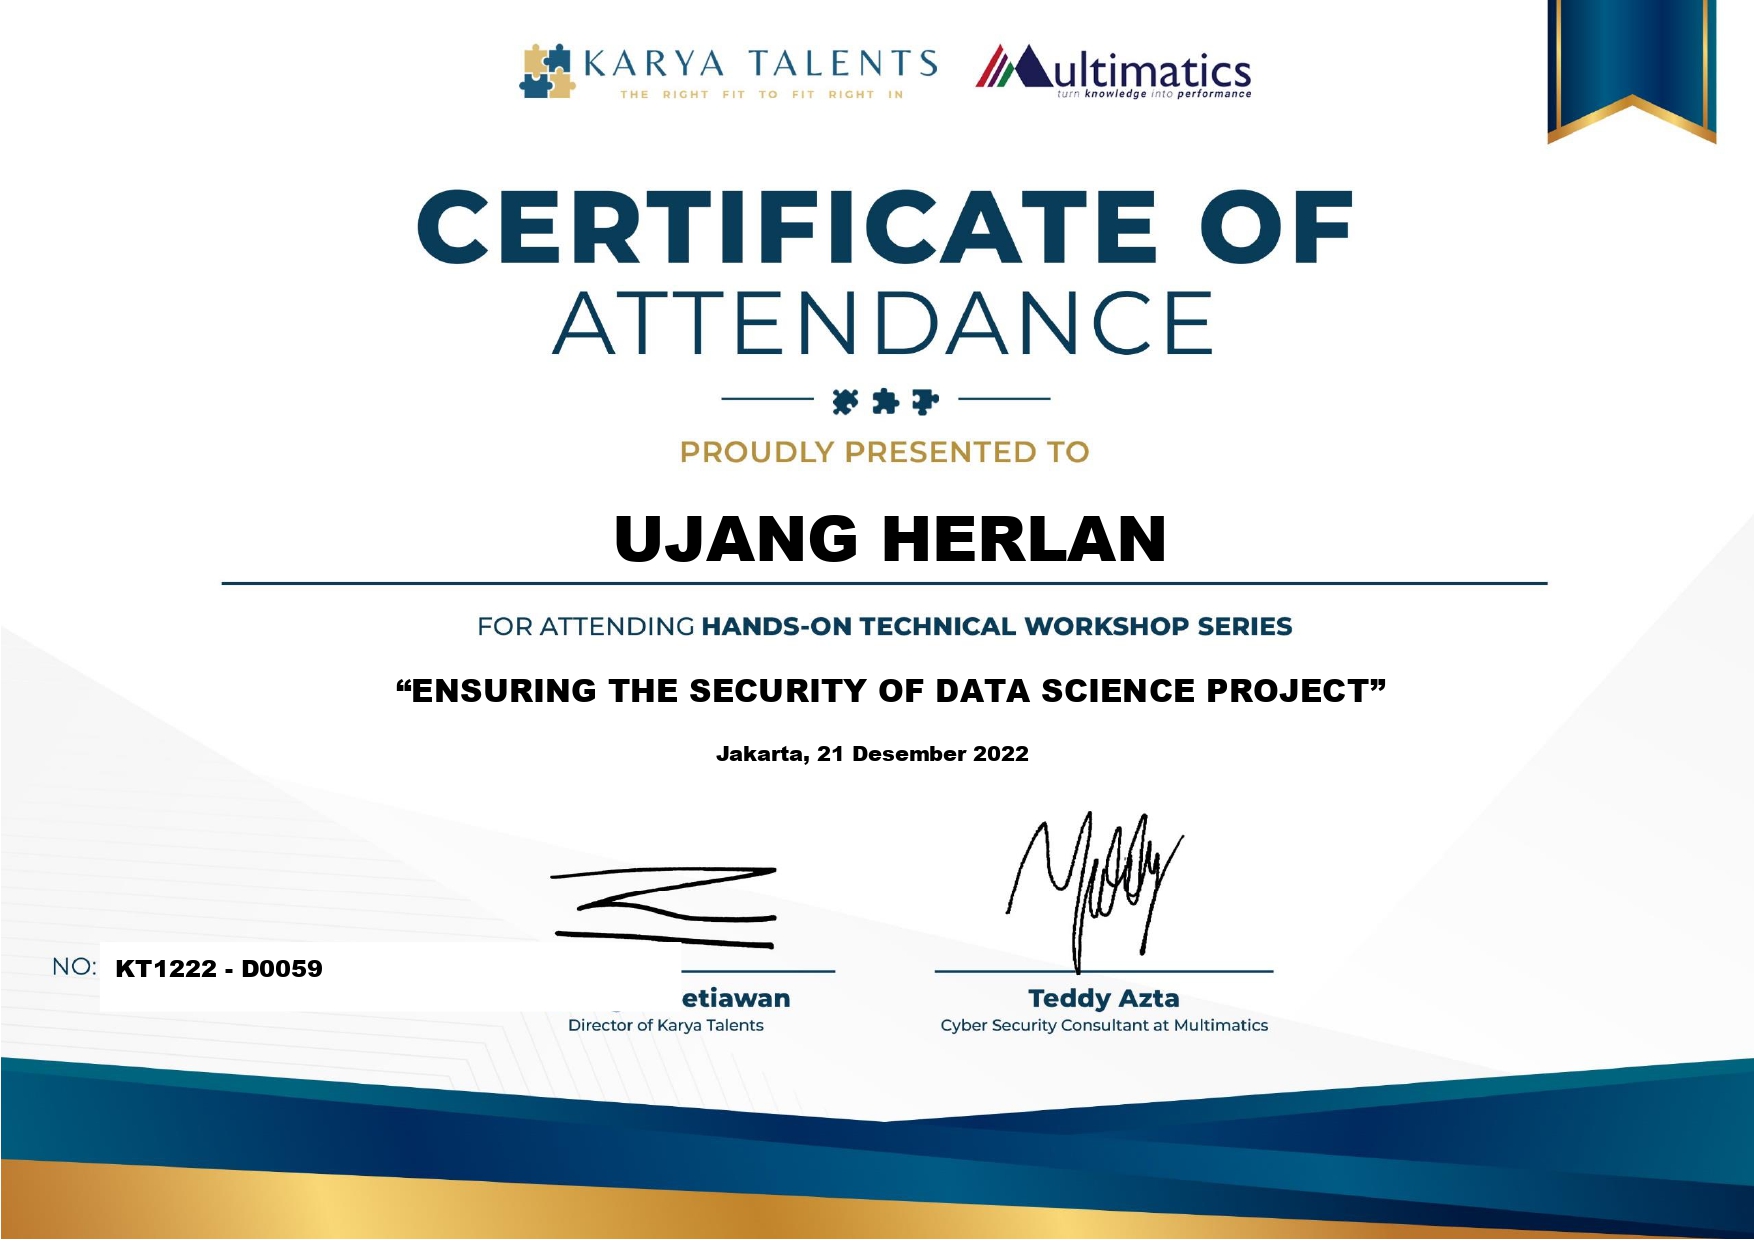 KARYA TALENTS
THE RIGHT FIT TO FIT RIGHT IN
Multimatics
turn knowledge into performance
CERTIFICATE OF
ATTENDANCE
PROUDLY PRESENTED TO
UJANG HERLAN
FOR ATTENDING HANDS-ON TECHNICAL WORKSHOP SERIES
“ENSURING THE SECURITY OF DATA SCIENCE PROJECT”
Jakarta, 21 Desember 2022
Teddy
NO: KT1222 - D0059
etiawan
Director of Karya Talents
Teddy Azta
Cyber Security Consultant at Multimatics